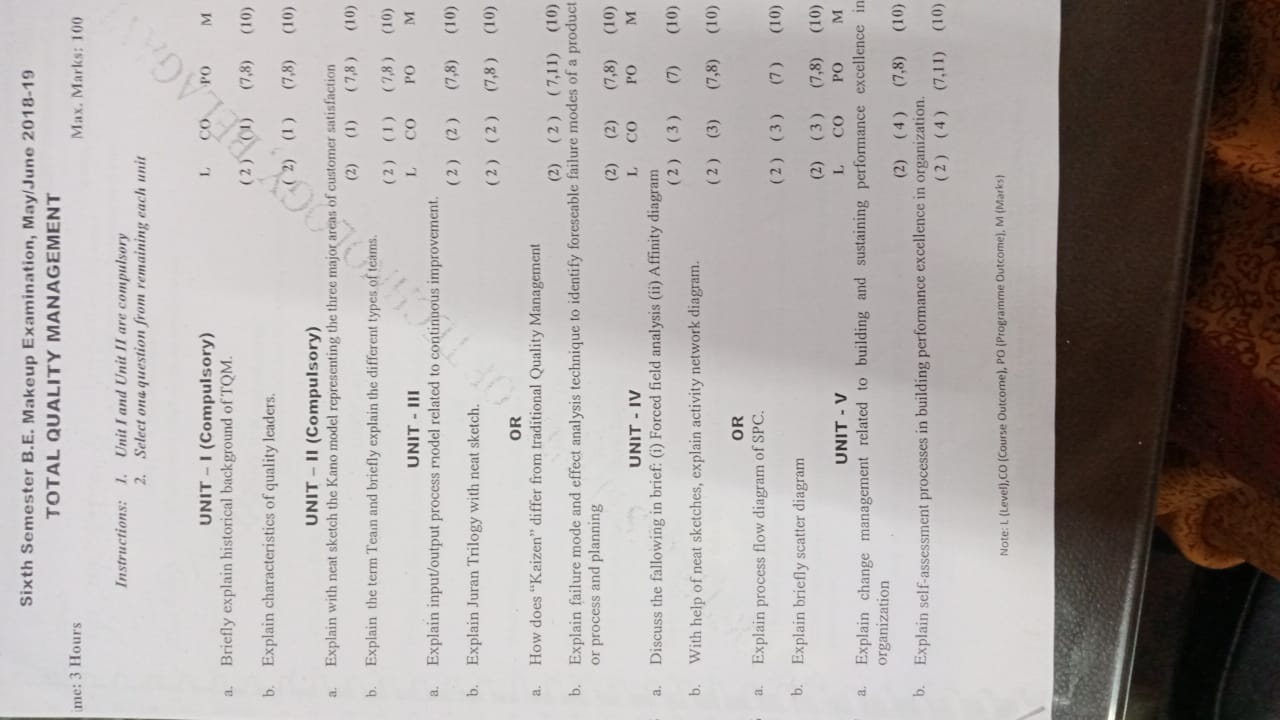 Sixth Semester B.E. Makeup Examination, May/June 2018-19
TOTAL QUALITY MANAGEMENT
ime: 3 Hours Max. Marks: 100
Instructions: 1. Unit I and Unit II are compulsory
2. Select one question from remaining each unit
UNIT – I (Compulsory) L CO PO M
a. Briefly explain historical background of TQM. (2) (1) (7,8) (10)
b. Explain characteristics of quality leaders. (2) (1) (7,8) (10)
UNIT – II (Compulsory)
a. Explain with neat sketch the Kano model representing the three major areas of customer satisfaction
(2) (1) (7,8) (10)
b. Explain the term Team and briefly explain the different types of teams. (2) (1) (7,8) (10)
UNIT - III L CO PO M
a. Explain input/output process model related to continuous improvement. (2) (2) (7,8) (10)
b. Explain Juran Trilogy with neat sketch. (2) (2) (7,8) (10)
OR
a. How does "Kaizen" differ from traditional Quality Management (2) (2) (7,11) (10)
b. Explain failure mode and effect analysis technique to identify foreseable failure modes of a product
or process and planning (2) (2) (7,8) (10)
UNIT - IV L CO PO M
a. Discuss the fallowing in brief: (i) Forced field analysis (ii) Affinity diagram
(2) (3) (7) (10)
b. With help of neat sketches, explain activity network diagram. (2) (3) (7,8) (10)
OR
a. Explain process flow diagram of SPC. (2) (3) (7) (10)
b. Explain briefly scatter diagram (2) (3) (7,8) (10)
UNIT - V L CO PO M
a. Explain change management related to building and sustaining performance excellence in
organization (2) (4) (7,8) (10)
b. Explain self-assessment processes in building performance excellence in organization.
(2) (4) (7,11) (10)
Note: L (Level),CO (Course Outcome), PO (Programme Outcome), M (Marks)
OF TECHNOLOGY, BELAGA